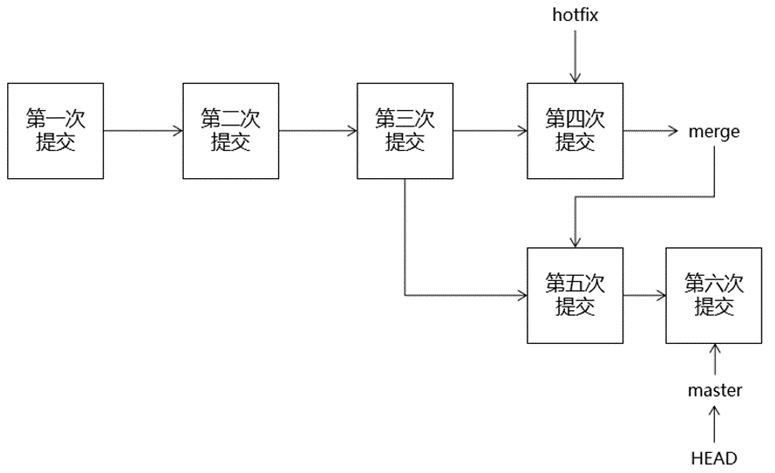 hotfix
第一次
提交
第二次
提交
第三次
提交
第四次
提交
merge
第五次
提交
第六次
提交
master
HEAD